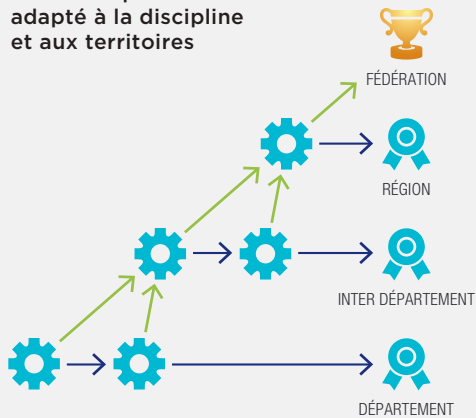 adapté à la discipline
et aux territoires
FÉDÉRATION
RÉGION
INTER DÉPARTEMENT
DÉPARTEMENT